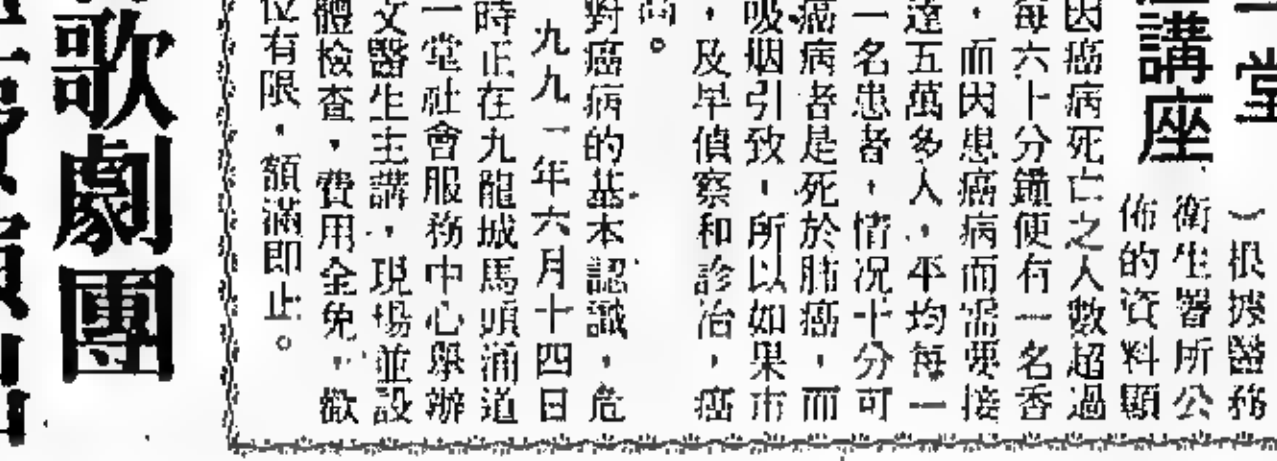 一堂
講座
）根據醫務
衛生署所公
佈的資料顯
因癌病死亡之人數超過
每六十分鐘便有一名香
，而因患癌病而需要接
達五萬多人，平均每一
一名患者，情況十分可
癌病者是死於肺癌，而
吸烟引致，所以如果市
，及早偵察和診治，癌
高。
對癌病的基本認識，危
九九一年六月十四日
時正在九龍城馬頭涌道
一堂社會服務中心舉辦
文醫生主講，現場並設
體檢查，費用全免，歡
位有限，額滿即止。
歌劇團